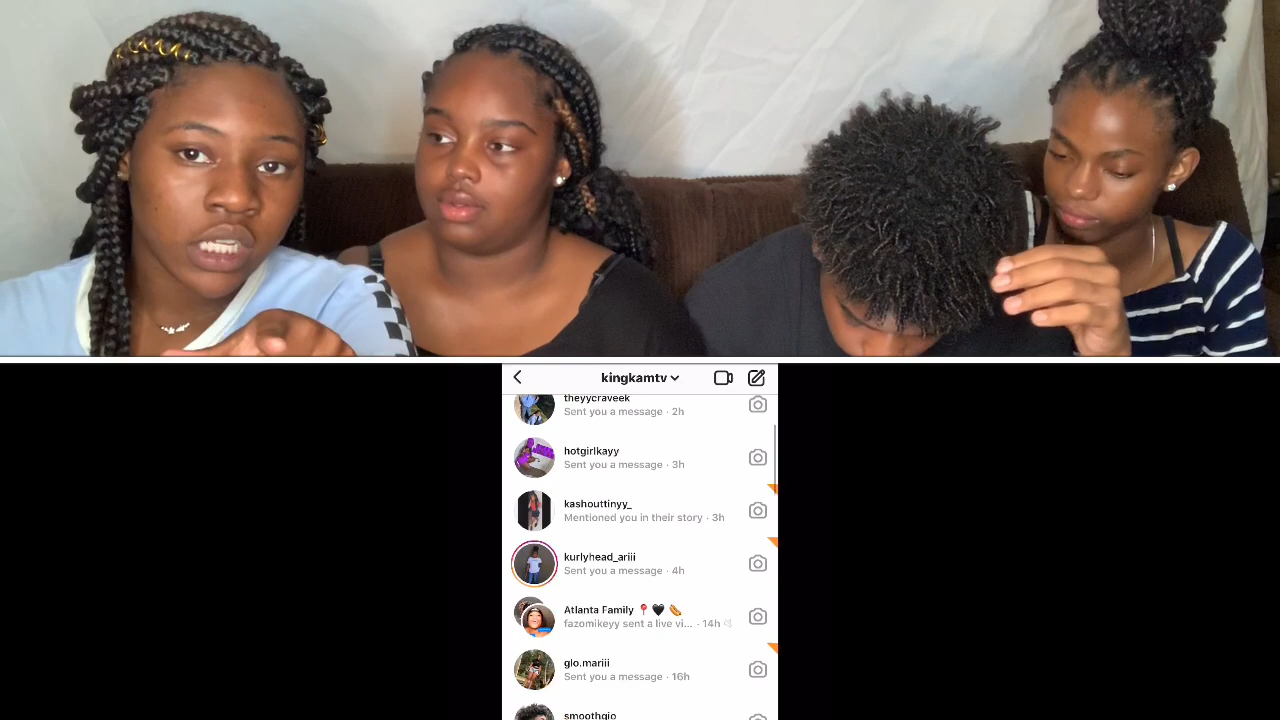 kingkamtv
theyycraveek
Sent you a message · 2h
hotgirlkayy
Sent you a message · 3h
kashouttinyy_
Mentioned you in their story · 3h
kurlyhead_ariii
Sent you a message · 4h
Atlanta Family 📍🖤🌭
fazomikeyy sent a live vi... · 14h
glo.mariii
Sent you a message · 16h
smoothgio